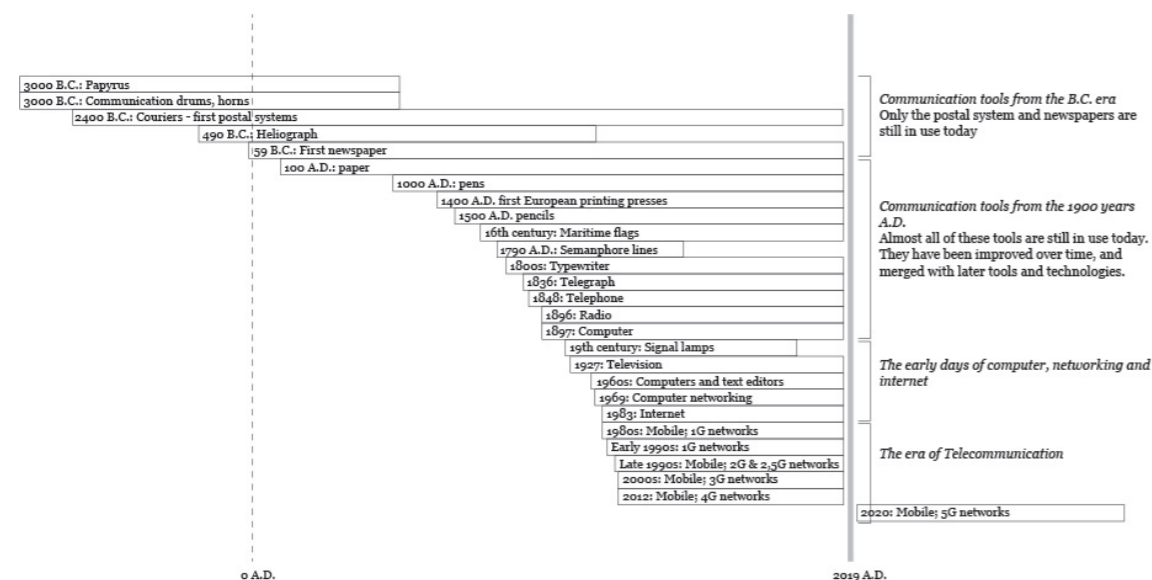 3000 B.C.: Papyrus
3000 B.C.: Communication drums, horns
2400 B.C.: Couriers - first postal systems
490 B.C.: Heliograph
59 B.C.: First newspaper
100 A.D.: paper
1000 A.D.: pens
1400 A.D. first European printing presses
1500 A.D. pencils
16th century: Maritime flags
1790 A.D.: Semanphore lines
1800s: Typewriter
1836: Telegraph
1848: Telephone
1896: Radio
1897: Computer
19th century: Signal lamps
1927: Television
1960s: Computers and text editors
1969: Computer networking
1983: Internet
1980s: Mobile; 1G networks
Early 1990s: 1G networks
Late 1990s: Mobile; 2G & 2,5G networks
2000s: Mobile; 3G networks
2012: Mobile; 4G networks
2020: Mobile; 5G networks
Communication tools from the B.C. era
Only the postal system and newspapers are
still in use today
Communication tools from the 1900 years
A.D.
Almost all of these tools are still in use today.
They have been improved over time, and
merged with later tools and technologies.
The early days of computer, networking and
internet
The era of Telecommunication
0 A.D.
2019 A.D.